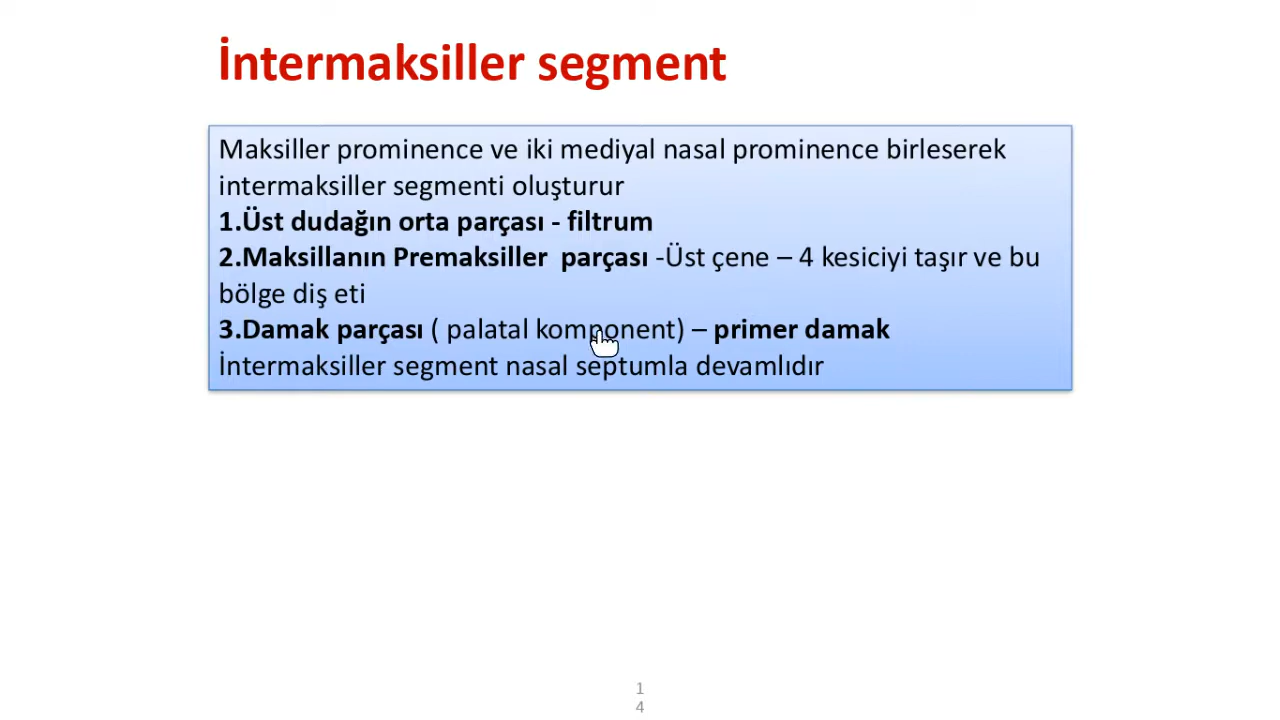 İntermaksiller segment
Maksiller prominence ve iki mediyal nasal prominence birleserek
intermaksiller segmenti oluşturur
1.Üst dudağın orta parçası - filtrum
2.Maksillanın Premaksiller  parçası -Üst çene – 4 kesiciyi taşır ve bu
bölge diş eti
3.Damak parçası ( palatal komponent) – primer damak
İntermaksiller segment nasal septumla devamlıdır
1
4